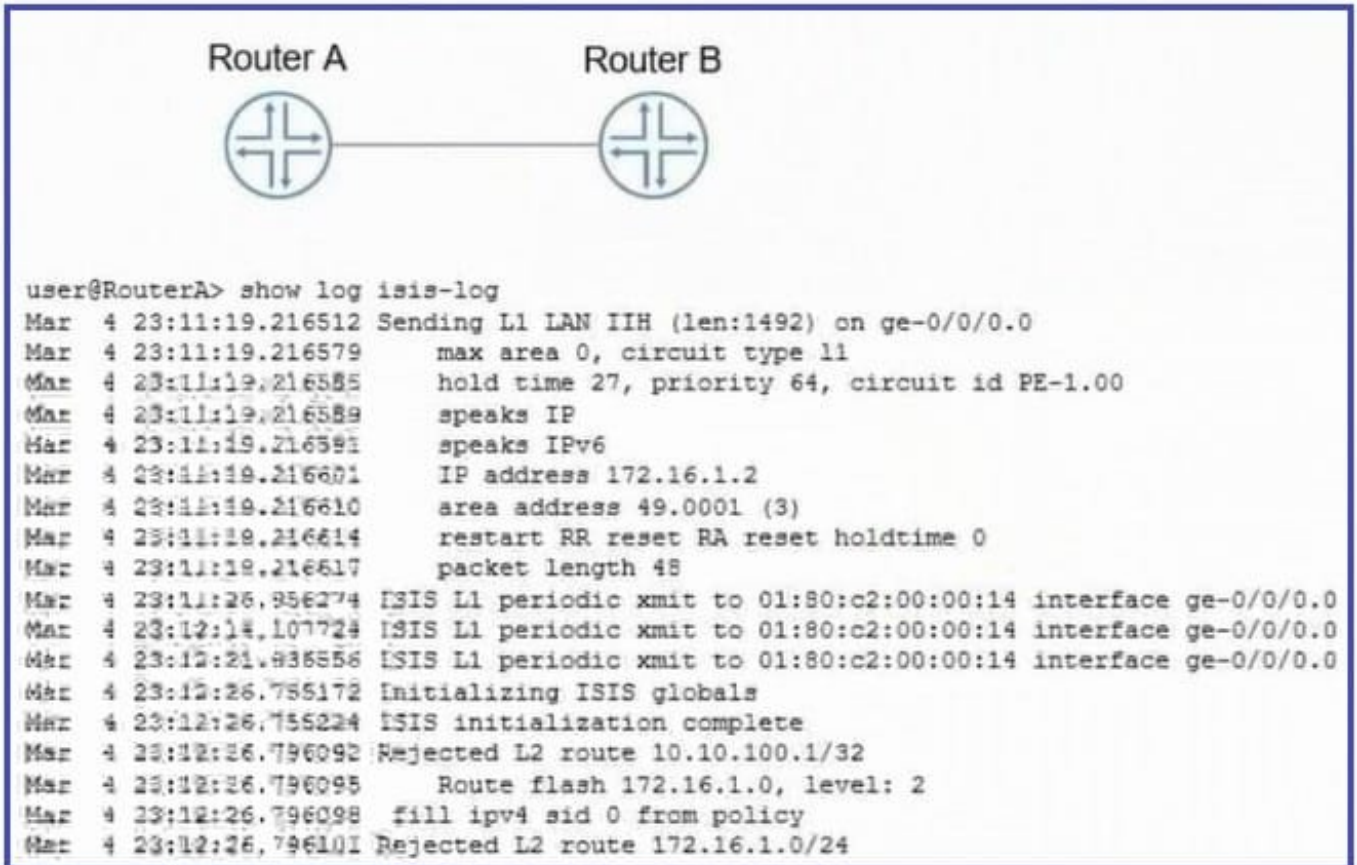 Router A Router B
user@RouterA> show log isis-log
Mar 4 23:11:19.216512 Sending L1 LAN IIH (len:1492) on ge-0/0/0.0
Mar 4 23:11:19.216579 max area 0, circuit type l1
Mar 4 23:11:19.216585 hold time 27, priority 64, circuit id PE-1.00
Mar 4 23:11:19.216589 speaks IP
Mar 4 23:11:19.216591 speaks IPv6
Mar 4 23:11:19.216601 IP address 172.16.1.2
Mar 4 23:11:19.216610 area address 49.0001 (3)
Mar 4 23:11:19.216614 restart RR reset RA reset holdtime 0
Mar 4 23:11:19.216617 packet length 48
Mar 4 23:11:26.956274 ISIS L1 periodic xmit to 01:80:c2:00:00:14 interface ge-0/0/0.0
Mar 4 23:12:14.107724 ISIS L1 periodic xmit to 01:80:c2:00:00:14 interface ge-0/0/0.0
Mar 4 ISIS L1 periodic xmit to 01:80:c2:00:00:14 interface ge-0/0/0.0
Mar 4 23:12:26.755172 Initializing ISIS globals
Mar 4 23:12:26.755224 ISIS initialization complete
Mar 4 23:12:26.796092 Rejected L2 route 10.10.100.1/32
Mar 4 23:12:26.796095 Route flash 172.16.1.0, level: 2
Mar 4 23:12:26.796098 fill ipv4 sid 0 from policy
Mar 4 23:12:26.796101 Rejected L2 route 172.16.1.0/24